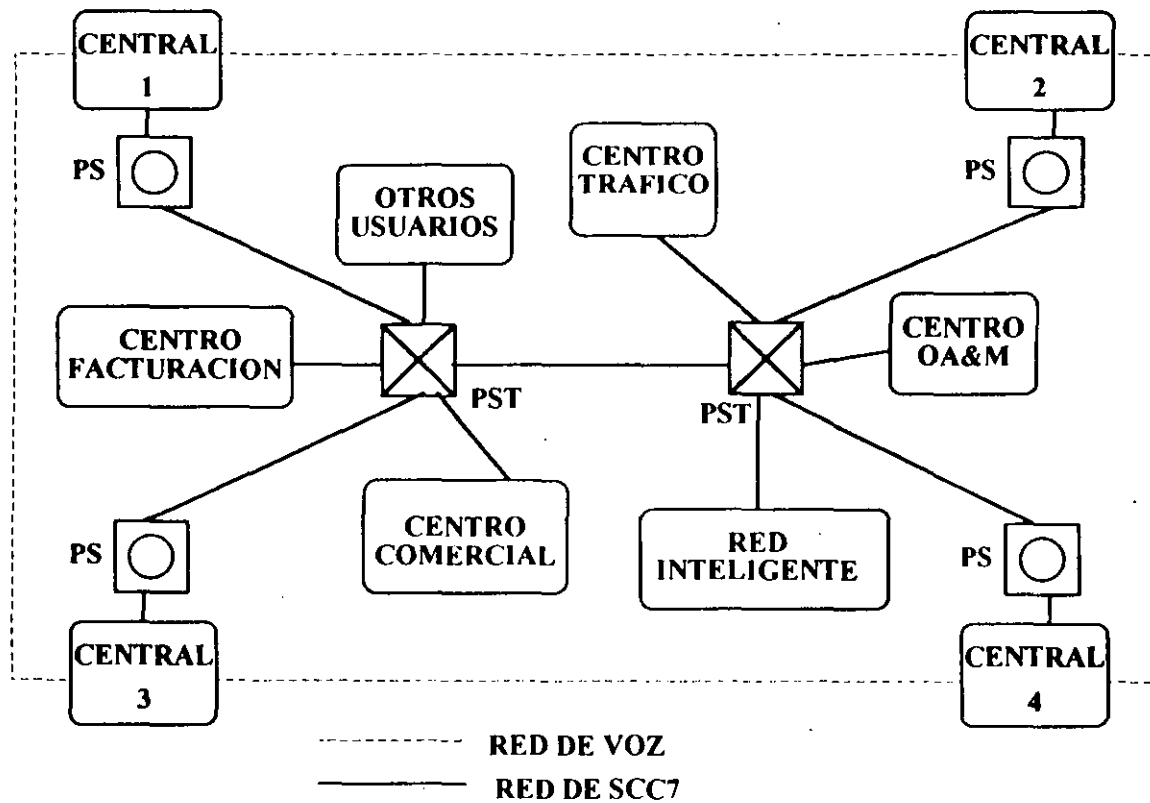 CENTRAL
1
CENTRAL
2
PS
PS
CENTRO
TRAFICO
OTROS
USUARIOS
CENTRO
FACTURACION
CENTRO
OA&M
PST
PST
CENTRO
COMERCIAL
RED
INTELIGENTE
PS
PS
CENTRAL
3
CENTRAL
4
RED DE VOZ
RED DE SCC7